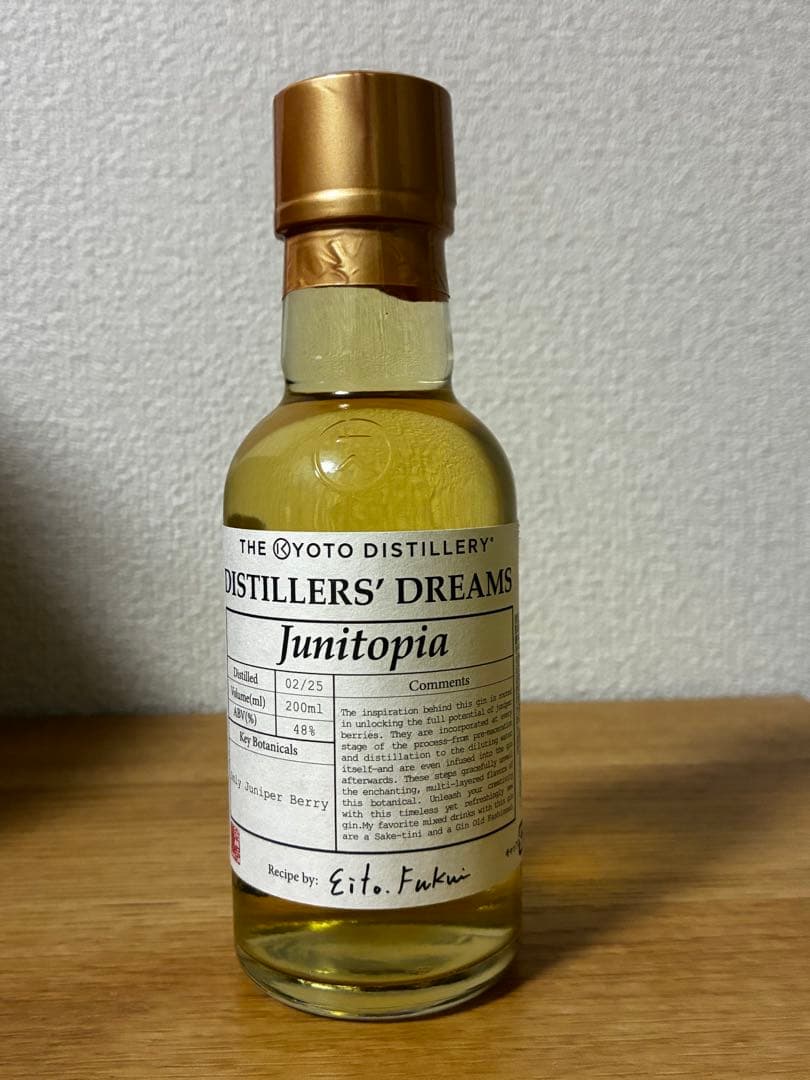 THE KYOTO DISTILLERY
DISTILLERS' DREAMS
Junitopia
Distilled 02/25
Volume(ml) 200ml
ABV(%) 48%
Key Botanicals
Juniper Berry
Comments
The inspiration behind this gin is rooted
in unlocking the full potential of juniper
berries. They are incorporated at every
stage of the process—from pre-maceration
and distillation to the diluting water
itself—and are even infused into the gin
afterwards. These steps gracefully
the enchanting, multi-layered flavors of
this botanical. Unleash your creativity
with this timeless yet refreshingly new
gin.My favorite mixed drinks with this gin
are a Sake-tini and a Gin Old Fashioned
Recipe by: Eito. Fukui